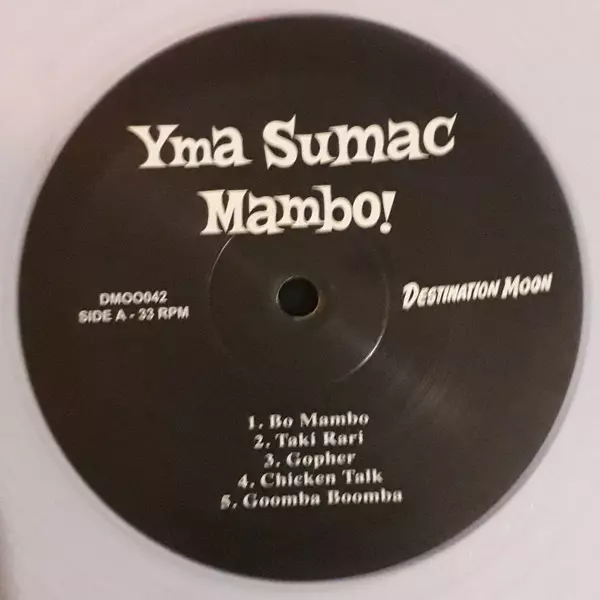 Yma Sumac
Mambo!
DMOO042
SIDE A - 33 RPM
DESTINATION MOON
1. Bo Mambo
2. Taki Rari
3. Gopher
4. Chicken Talk
5. Goomba Boomba